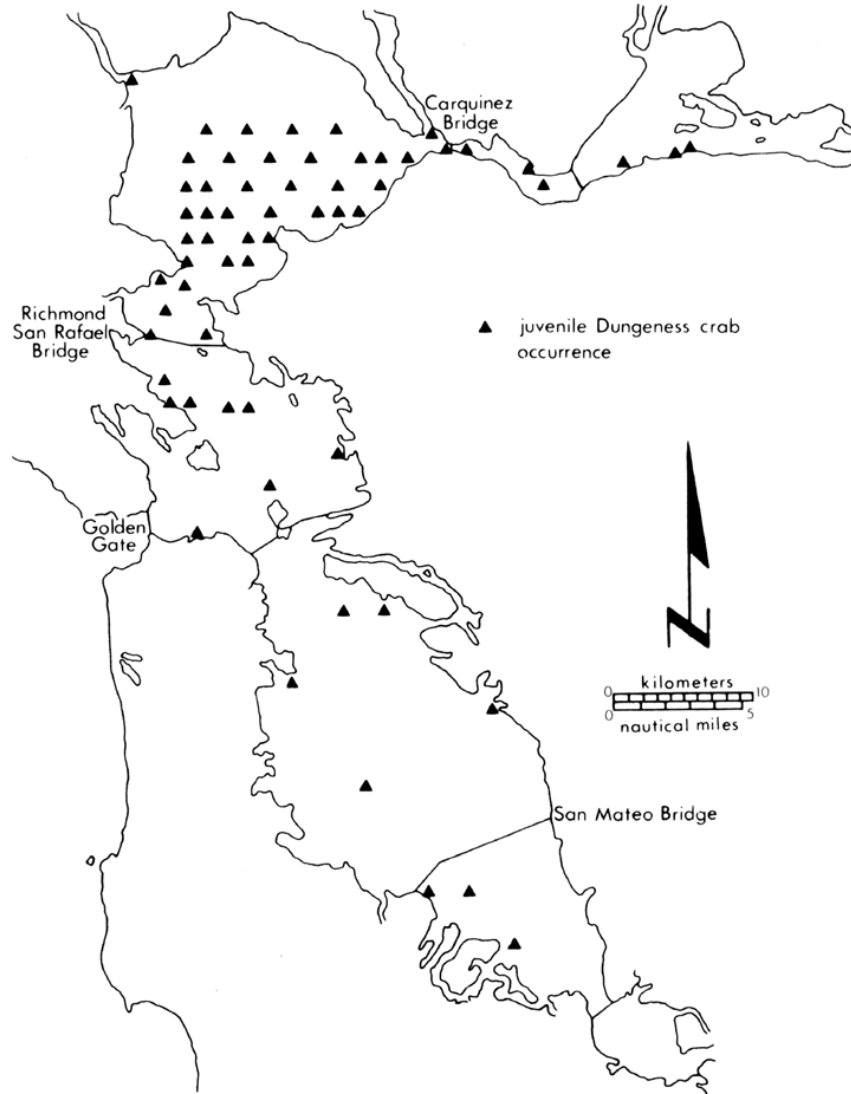 Carquinez
Bridge
Richmond
San Rafael
Bridge
juvenile Dungeness crab
occurrence
Golden
Gate
N
kilometers
0 10
0 5
nautical miles
San Mateo Bridge